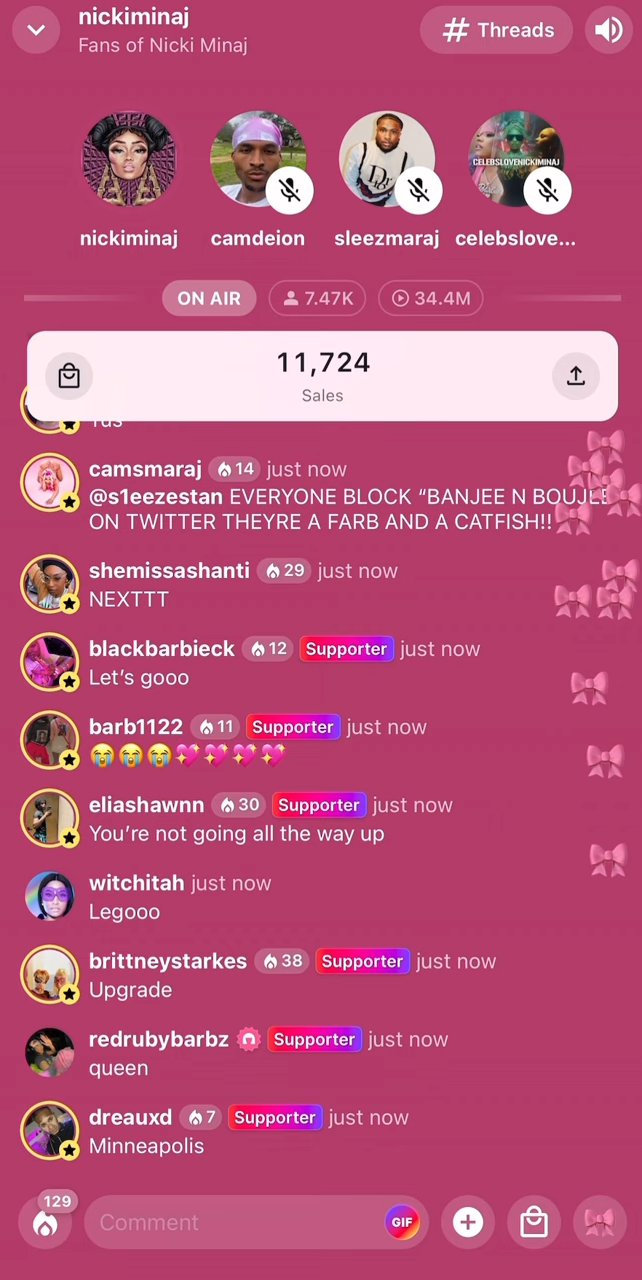 nickiminaj
Fans of Nicki Minaj
# Threads
CELEBSLOVENICKIMINAJ
nickiminaj
camdeion
sleezmaraj
celebslove...
ON AIR
7.47K
34.4M
11,724
Sales
camsmaraj 14 just now
@s1eezestan EVERYONE BLOCK “BANJEE N BOUJEE
ON TWITTER THEYRE A FARB AND A CATFISH!!
shemissashanti 29 just now
NEXTTT
blackbarbieck 12 Supporter just now
Let’s gooo
barb1122 11 Supporter just now
😭😭😭💖💖💖💖
eliashawnn 30 Supporter just now
You’re not going all the way up
witchitah just now
Legooo
brittneystarkes 38 Supporter just now
Upgrade
redrubybarbz Supporter just now
queen
dreauxd 7 Supporter just now
Minneapolis
129
Comment
GIF